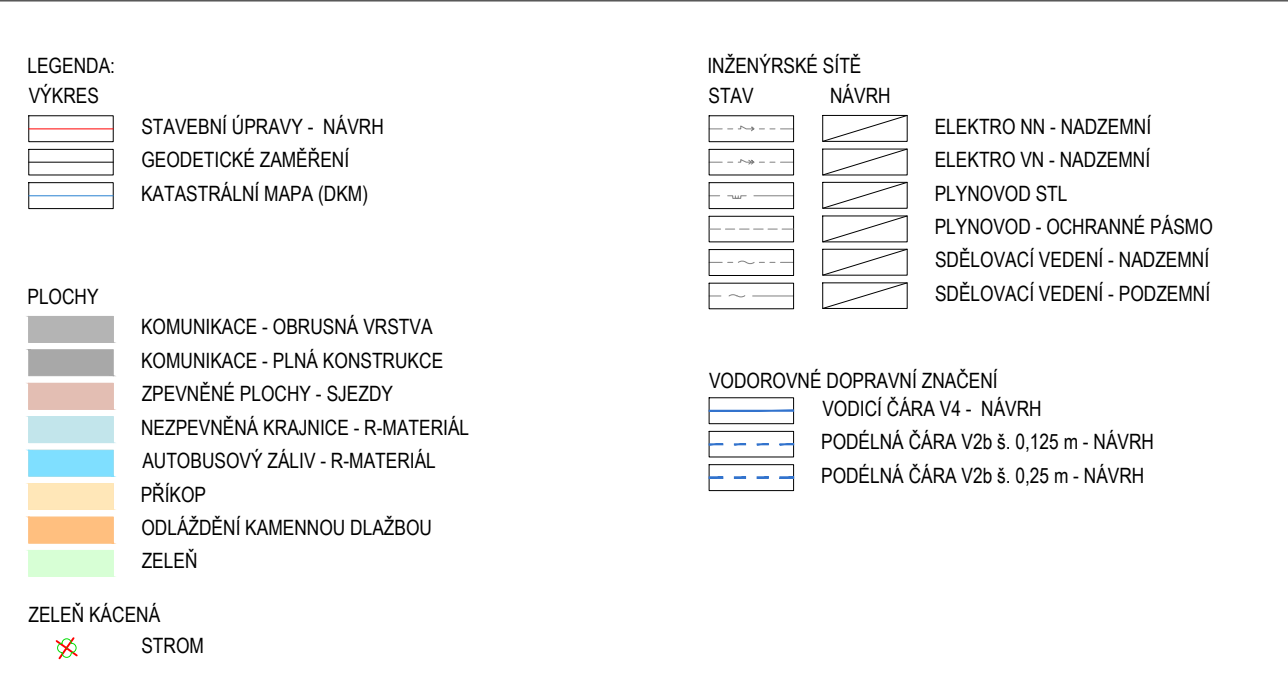 LEGENDA:
VÝKRES
STAVEBNÍ ÚPRAVY - NÁVRH
GEODETICKÉ ZAMĚŘENÍ
KATASTRÁLNÍ MAPA (DKM)
PLOCHY
KOMUNIKACE - OBRUSNÁ VRSTVA
KOMUNIKACE - PLNÁ KONSTRUKCE
ZPEVNĚNÉ PLOCHY - SJEZDY
NEZPEVNĚNÁ KRAJNICE - R-MATERIÁL
AUTOBUSOVÝ ZÁLIV - R-MATERIÁL
PŘÍKOP
ODLÁŽDĚNÍ KAMENNOU DLAŽBOU
ZELEŇ
ZELEŇ KÁCENÁ
STROM
INŽENÝRSKÉ SÍTĚ
STAV NÁVRH
ELEKTRO NN - NADZEMNÍ
ELEKTRO VN - NADZEMNÍ
PLYNOVOD STL
PLYNOVOD - OCHRANNÉ PÁSMO
SDĚLOVACÍ VEDENÍ - NADZEMNÍ
SDĚLOVACÍ VEDENÍ - PODZEMNÍ
VODOROVNÉ DOPRAVNÍ ZNAČENÍ
VODICÍ ČÁRA V4 - NÁVRH
PODÉLNÁ ČÁRA V2b š. 0,125 m - NÁVRH
PODÉLNÁ ČÁRA V2b š. 0,25 m - NÁVRH